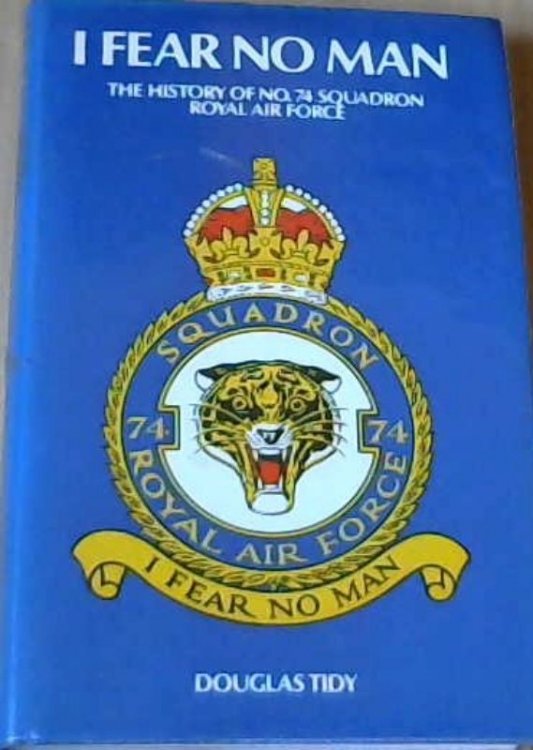 I FEAR NO MAN
THE HISTORY OF NO. 74 SQUADRON
ROYAL AIR FORCE
SQUADRON
74 74
ROYAL AIR FORCE
I FEAR NO MAN
DOUGLAS TIDY